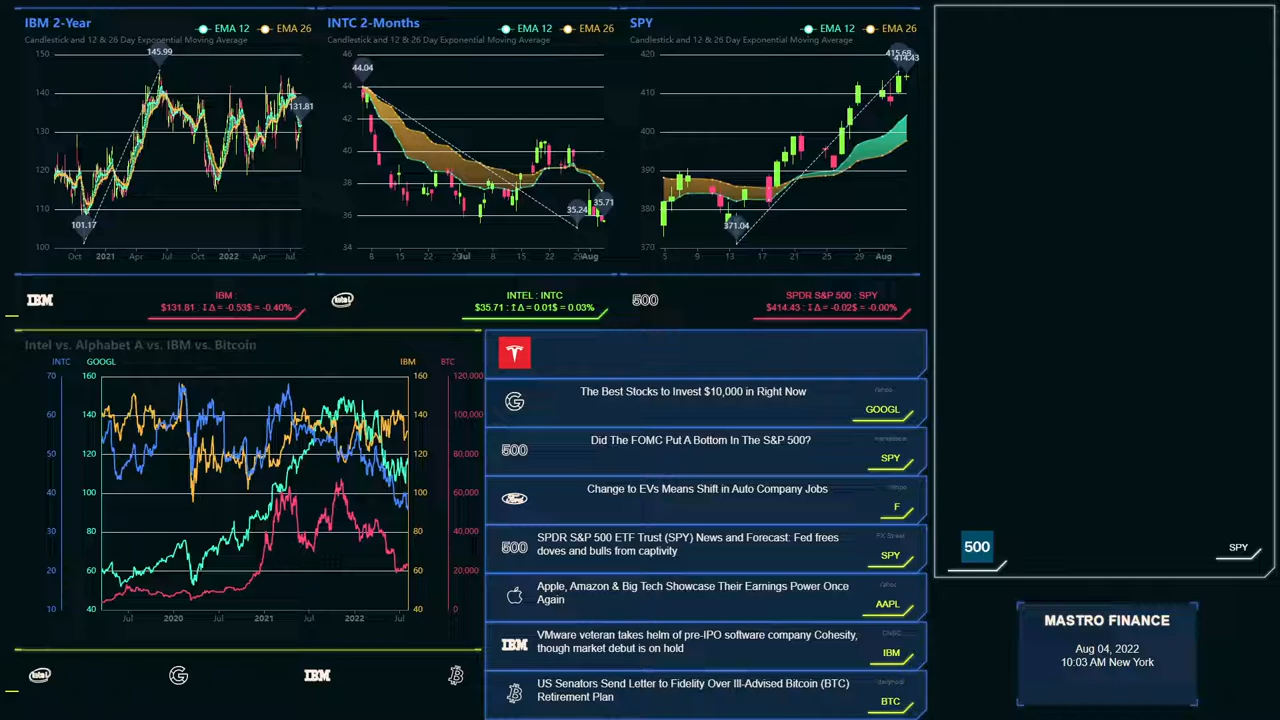 IBM 2-Year
EMA 12
EMA 26
Candlestick and 12 & 26 Day Exponential Moving Average
150
140
130
120
110
100
145.99
131.81
101.17
Oct 2021 Apr Jul Oct 2022 Apr Jul
INTC 2-Months
EMA 12
EMA 26
Candlestick and 12 & 26 Day Exponential Moving Average
46
44
42
40
38
36
34
44.04
35.24
35.71
8 15 22 29 Jul 8 15 22 29 Aug
SPY
EMA 12
EMA 26
Candlestick and 12 & 26 Day Exponential Moving Average
420
410
400
390
380
370
415.68
414.43
371.04
5 9 13 17 21 25 29 Aug
IBM
IBM :
$131.81 : I Δ = -0.53$ = -0.40%
intel
INTEL : INTC
$35.71 : I Δ = 0.01$ = 0.03%
500
SPDR S&P 500 : SPY
$414.43 : I Δ = -0.02$ = -0.00%
Intel vs. Alphabet A vs. IBM vs. Bitcoin
INTC
GOOGL
IBM
BTC
70 160 160 120,000
60 140 140 100,000
50 120 120 80,000
40 100 100 60,000
30 80 80 40,000
20 60 60 20,000
10 40 40 0
Jul 2020 Jul 2021 Jul 2022 Jul
intel
G
IBM
The Best Stocks to Invest $10,000 in Right Now
GOOGL
500
Did The FOMC Put A Bottom In The S&P 500?
SPY
Ford
Change to EVs Means Shift in Auto Company Jobs
F
500
SPDR S&P 500 ETF Trust (SPY) News and Forecast: Fed frees
doves and bulls from captivity
FX Street
SPY
Apple, Amazon & Big Tech Showcase Their Earnings Power Once
Again
AAPL
IBM
VMware veteran takes helm of pre-IPO software company Cohesity,
though market debut is on hold
CNBC
IBM
US Senators Send Letter to Fidelity Over Ill-Advised Bitcoin (BTC)
Retirement Plan
BTC
500
SPY
MASTRO FINANCE
Aug 04, 2022
10:03 AM New York